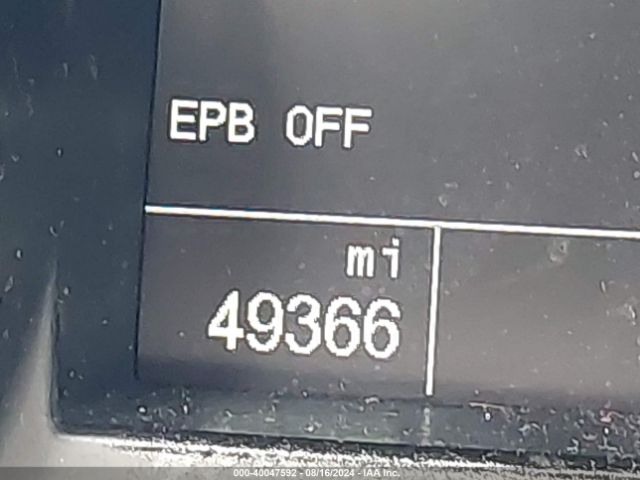 EPB OFF
mi
49366
000-40047592 - 08/16/2024 - IAA Inc.